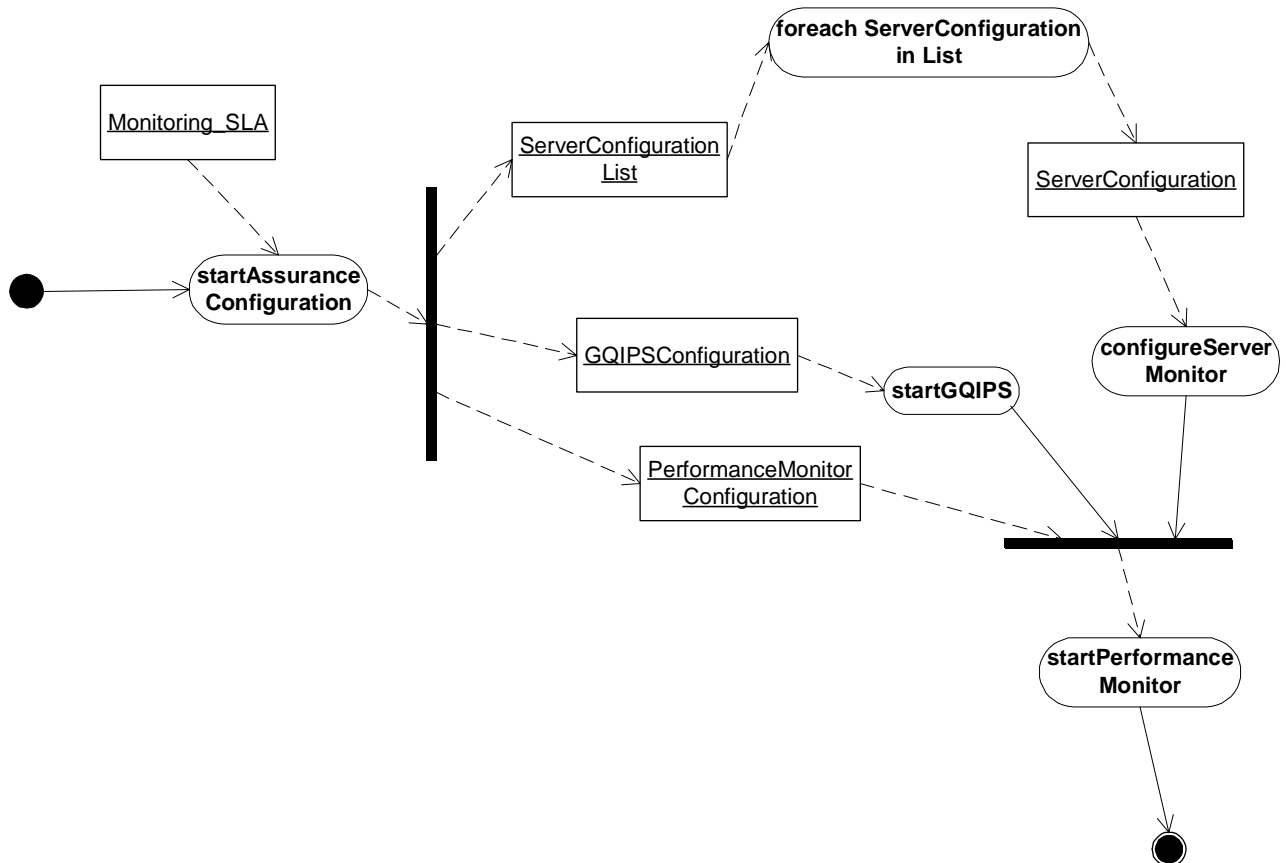 foreach ServerConfiguration
in List
Monitoring_SLA
ServerConfiguration
List
ServerConfiguration
startAssurance
Configuration
GQIPSConfiguration
configureServer
Monitor
startGQIPS
PerformanceMonitor
Configuration
startPerformance
Monitor